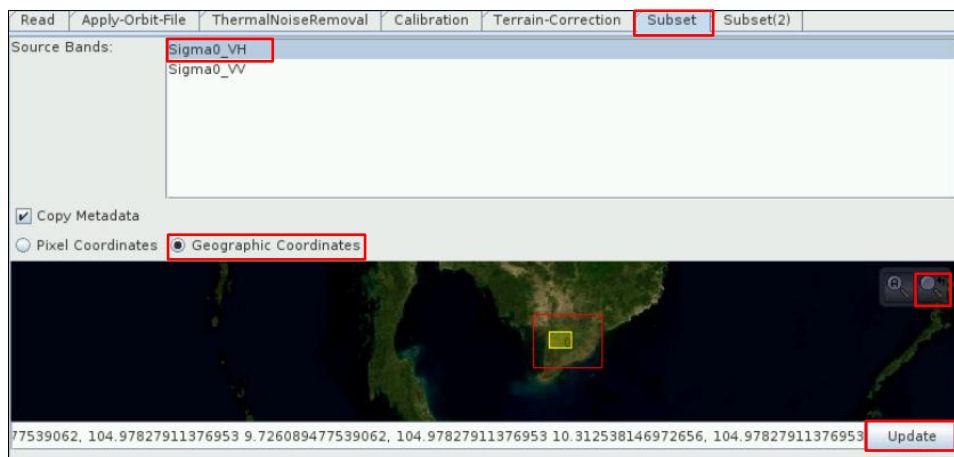 Read Apply-Orbit-File ThermalNoiseRemoval Calibration Terrain-Correction Subset Subset(2)
Source Bands: Sigma0_VH
Sigma0_VV
Copy Metadata
Pixel Coordinates Geographic Coordinates
77539062, 104.97827911376953 9.726089477539062, 104.97827911376953 10.312538146972656, 104.97827911376953 Update